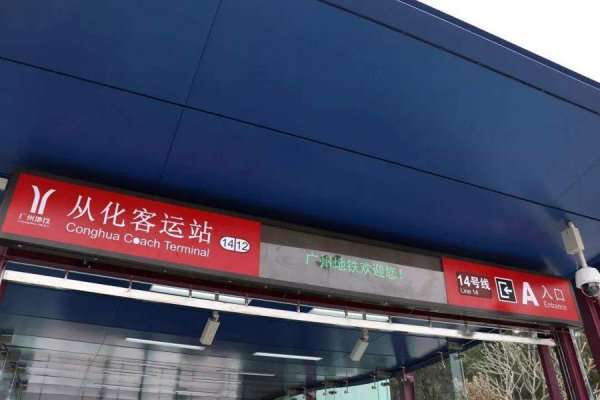 广州地铁
从化客运站
Conghua Coach Terminal
14 12
广州地铁欢迎您!
14号线
Line 14
A
入口
Entrance